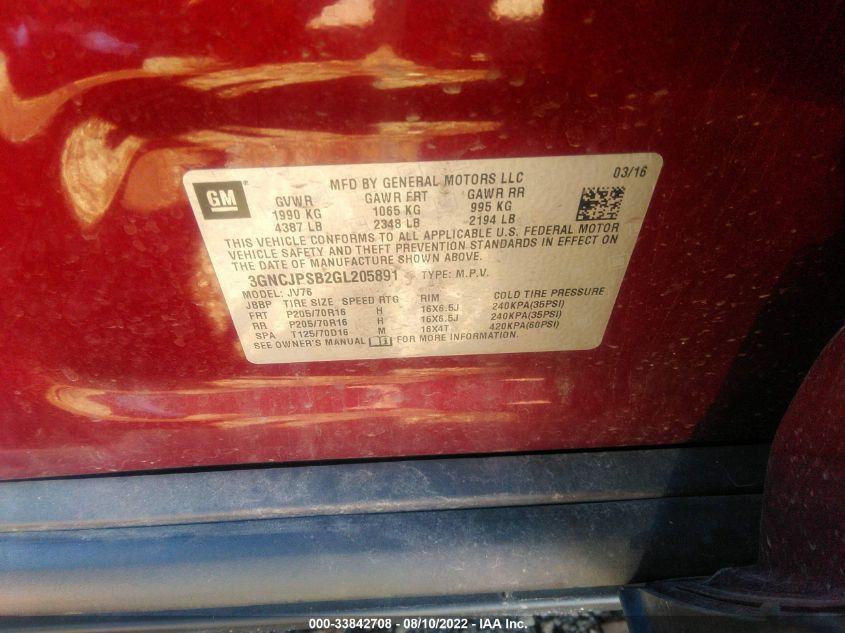 GM
MFD BY GENERAL MOTORS LLC 03/16
GVWR GAWR FRT GAWR RR
1990 KG 1065 KG 995 KG
4387 LB 2348 LB 2194 LB
THIS VEHICLE CONFORMS TO ALL APPLICABLE U.S. FEDERAL MOTOR
VEHICLE SAFETY AND THEFT PREVENTION STANDARDS IN EFFECT ON
THE DATE OF MANUFACTURE SHOWN ABOVE.
3GNCJPSB2GL205891 TYPE: M.P.V.
MODEL: JV76
JBBP TIRE SIZE SPEED RTG RIM COLD TIRE PRESSURE
FRT P205/70R16 H 16X6.5J 240KPA(35PSI)
RR P205/70R16 H 16X6.5J 240KPA(35PSI)
SPA T125/70D16 M 16X4T 420KPA(60PSI)
SEE OWNER'S MANUAL FOR MORE INFORMATION.
000-33842708 - 08/10/2022 - IAA Inc.